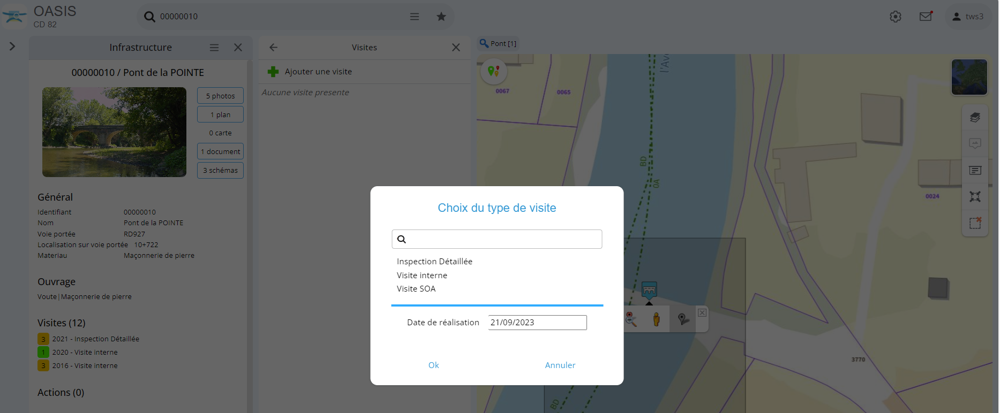 OASIS
CD 82
00000010
tws3
Infrastructure
00000010 / Pont de la POINTE
5 photos
1 plan
0 carte
1 document
3 schémas
Général
Identifiant 00000010
Nom Pont de la POINTE
Voie portée RD927
Localisation sur voie portée 10+722
Materiau Maçonnerie de pierre
Ouvrage
Voute|Maçonnerie de pierre
Visites (12)
3 2021 - Inspection Détaillée
1 2020 - Visite interne
3 2016 - Visite interne
Actions (0)
Visites
Ajouter une visite
Aucune visite presente
Choix du type de visite
Inspection Détaillée
Visite interne
Visite SOA
Date de réalisation 21/09/2023
Ok Annuler
Pont [1]
0067
0065
BD
0A
0024
3770
BD